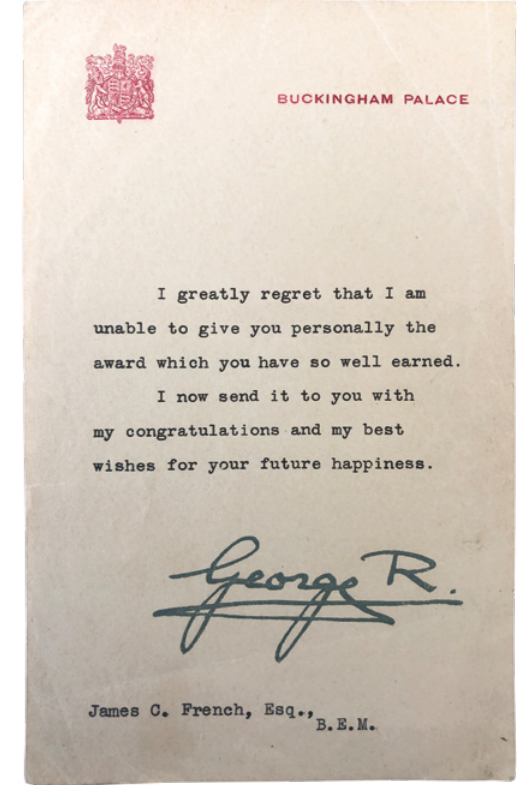 BUCKINGHAM PALACE
I greatly regret that I am
unable to give you personally the
award which you have so well earned.
I now send it to you with
my congratulations and my best
wishes for your future happiness.
George R.
James C. French, Esq.,
B.E.M.